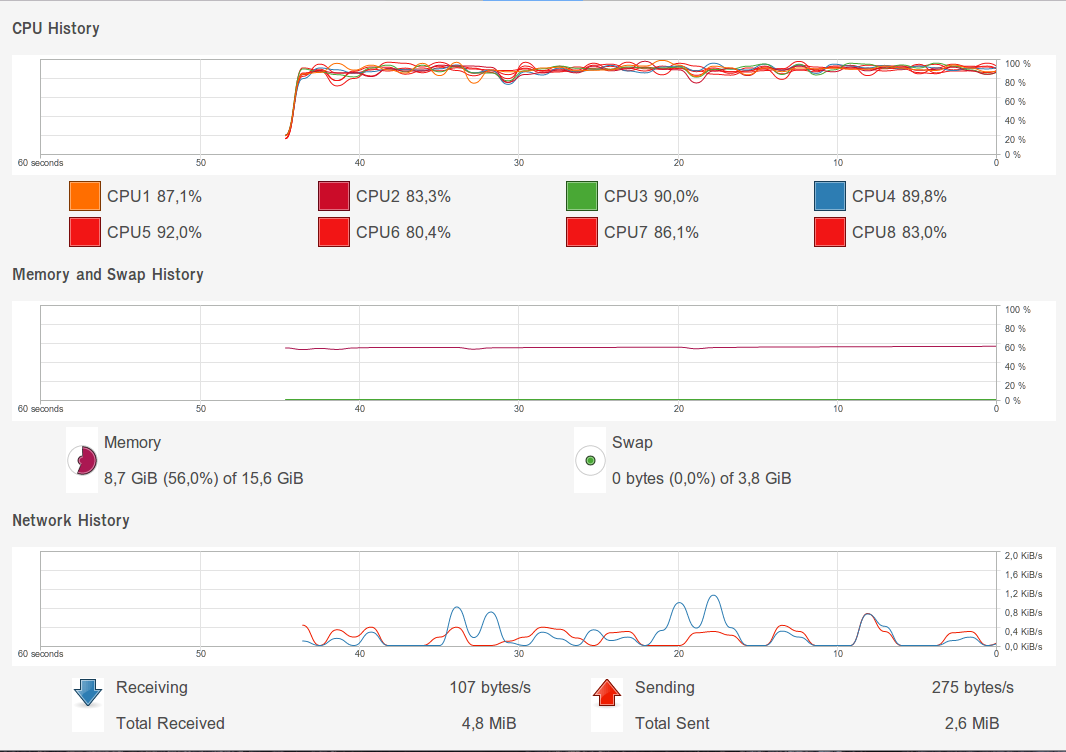 CPU History
100 %
80 %
60 %
40 %
20 %
0 %
60 seconds 50 40 30 20 10 0
CPU1 87,1% CPU2 83,3% CPU3 90,0% CPU4 89,8%
CPU5 92,0% CPU6 80,4% CPU7 86,1% CPU8 83,0%
Memory and Swap History
100 %
80 %
60 %
40 %
20 %
0 %
60 seconds 50 40 30 20 10 0
Memory Swap
8,7 GiB (56,0%) of 15,6 GiB 0 bytes (0,0%) of 3,8 GiB
Network History
2,0 KiB/s
1,6 KiB/s
1,2 KiB/s
0,8 KiB/s
0,4 KiB/s
0,0 KiB/s
60 seconds 50 40 30 20 10 0
Receiving 107 bytes/s Sending 275 bytes/s
Total Received 4,8 MiB Total Sent 2,6 MiB